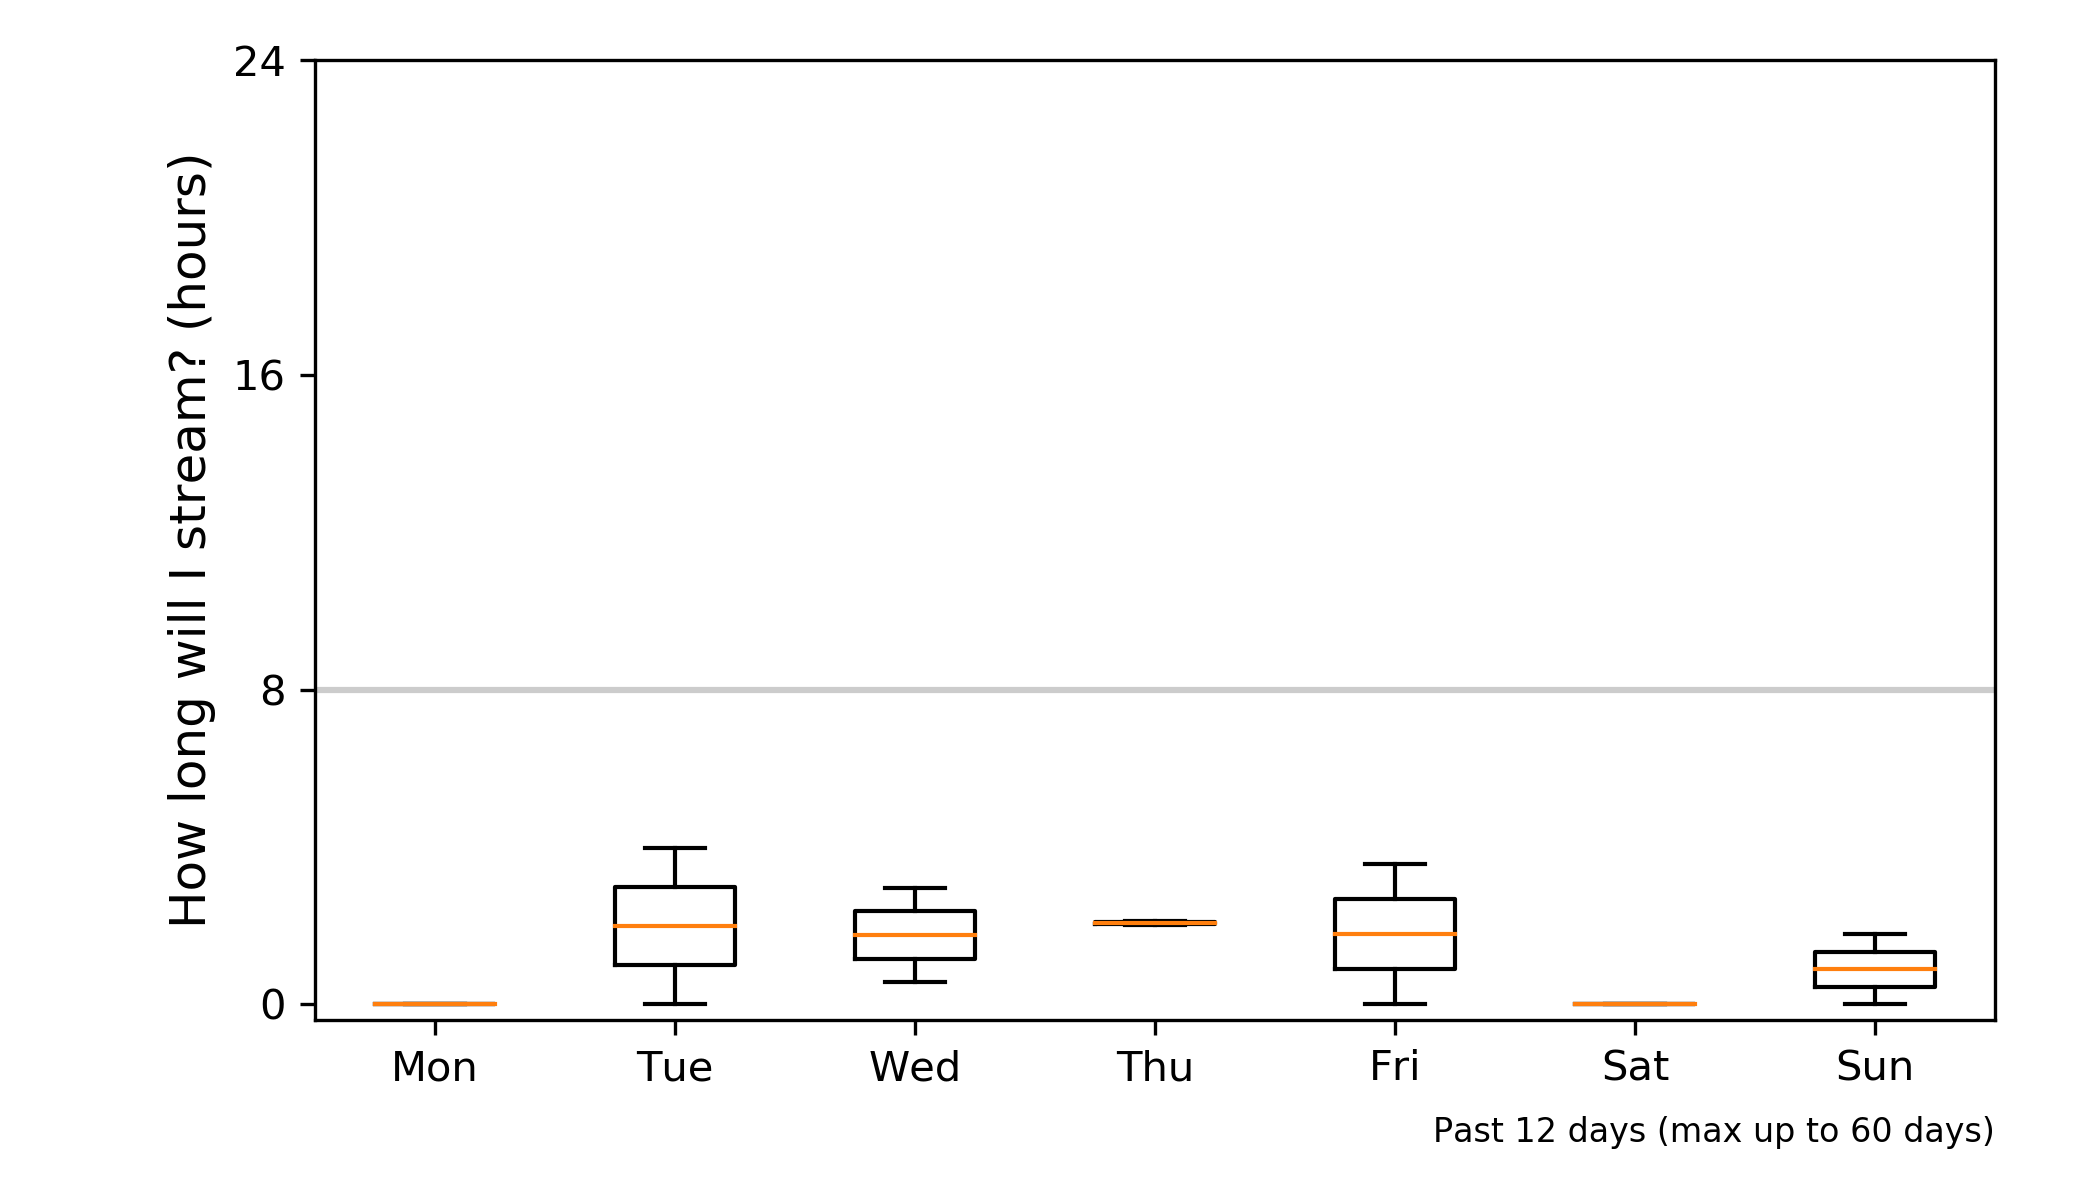 How long will I stream? (hours)
24
16
8
0
Mon Tue Wed Thu Fri Sat Sun
Past 12 days (max up to 60 days)